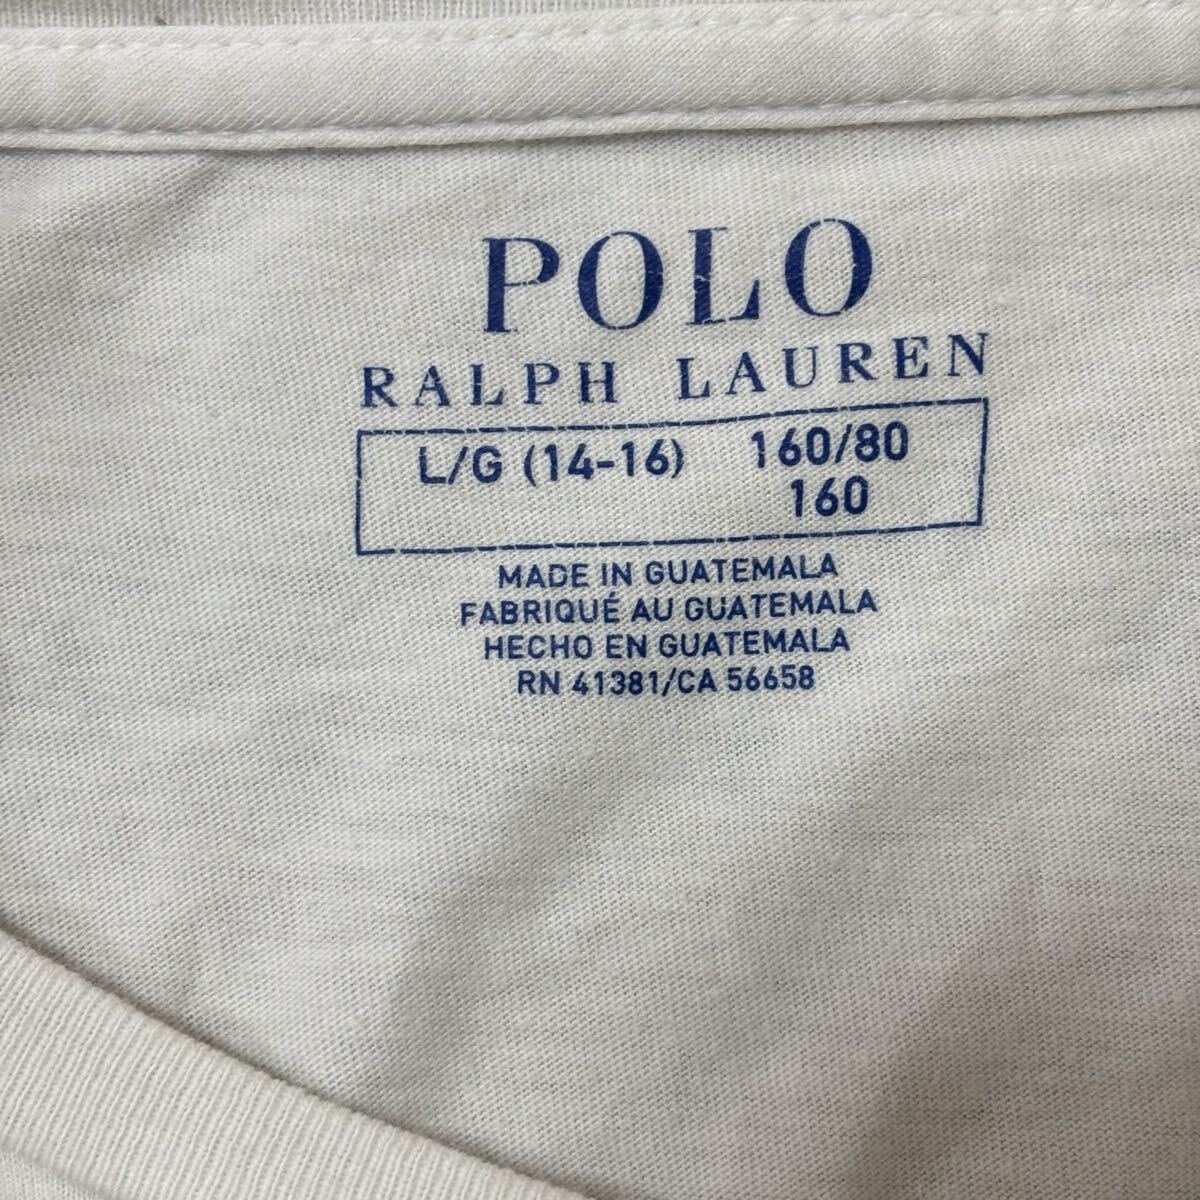 POLO
RALPH LAUREN
L/G (14-16) 160/80
160
MADE IN GUATEMALA
FABRIQUÉ AU GUATEMALA
HECHO EN GUATEMALA
RN 41381/CA 56658